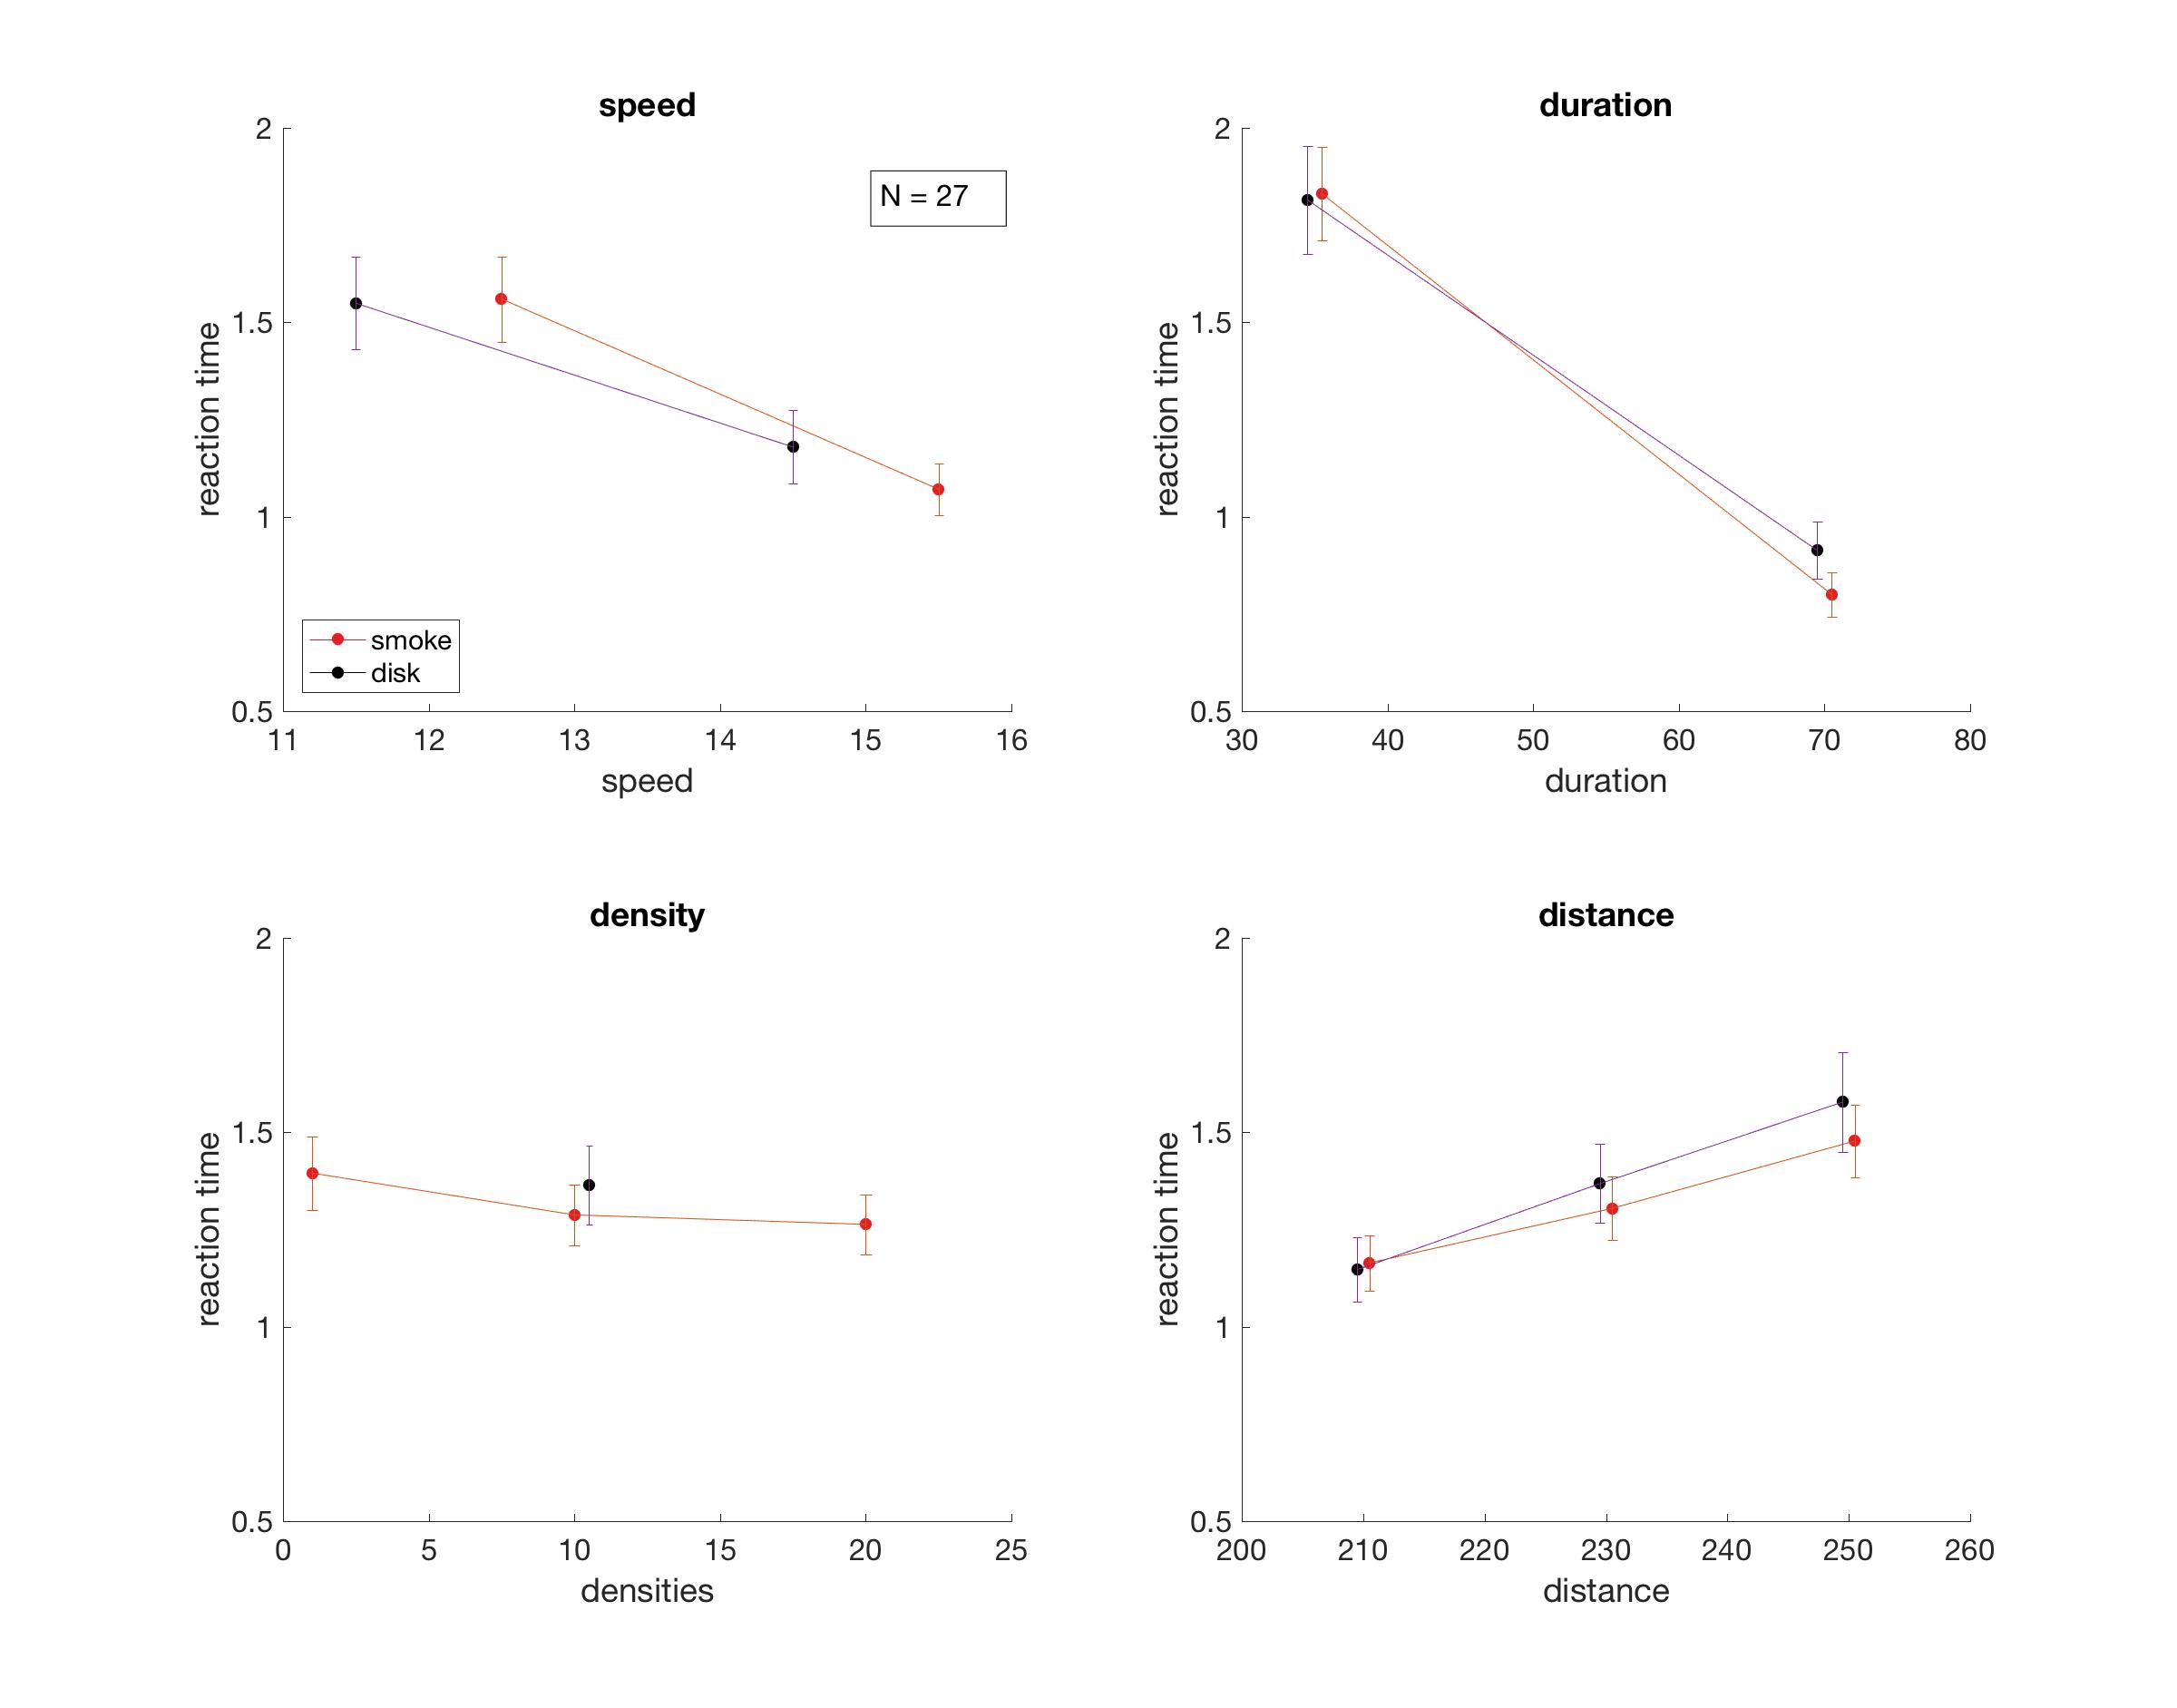 speed
2
1.5
1
0.5
reaction time
N = 27
smoke
disk
11 12 13 14 15 16
speed
duration
2
1.5
1
0.5
reaction time
30 40 50 60 70 80
duration
density
2
1.5
1
0.5
reaction time
0 5 10 15 20 25
densities
distance
2
1.5
1
0.5
reaction time
200 210 220 230 240 250 260
distance